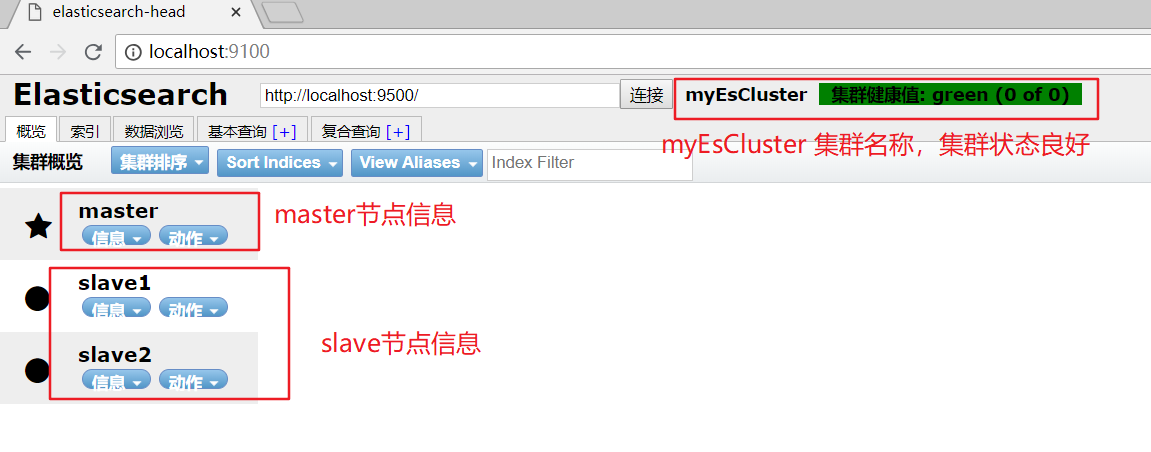 elasticsearch-head
localhost:9100
Elasticsearch http://localhost:9500/ 连接 myEsCluster 集群健康值: green (0 of 0)
概览 索引 数据浏览 基本查询 [+] 复合查询 [+]
myEsCluster 集群名称，集群状态良好
集群概览 集群排序 Sort Indices View Aliases Index Filter
master
信息 动作
master节点信息
slave1
信息 动作
slave节点信息
slave2
信息 动作